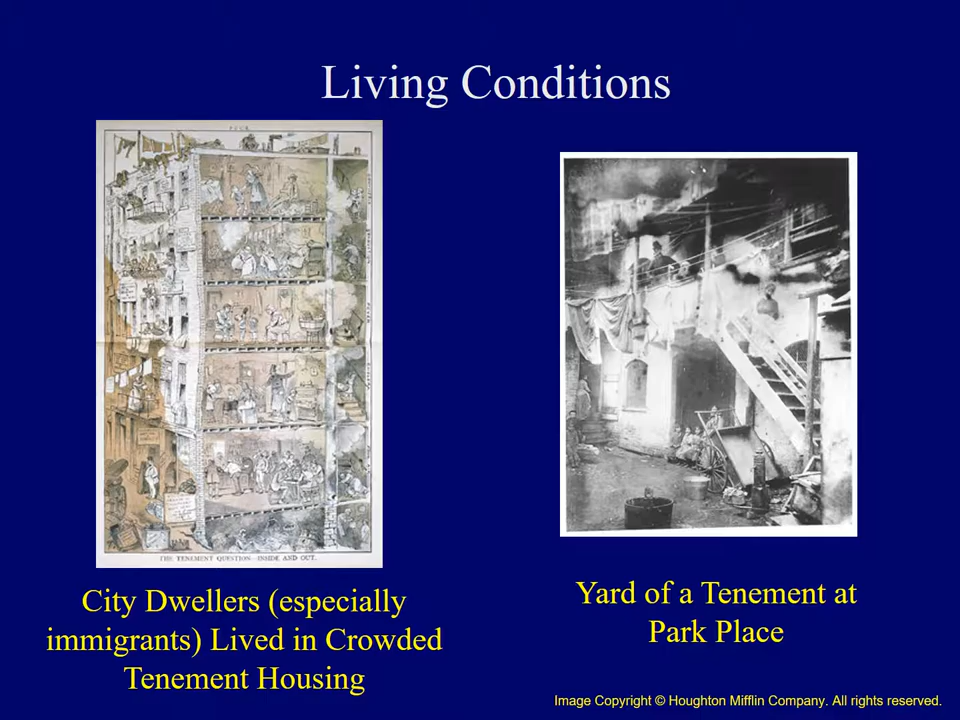 Living Conditions
PUCK.
THE TENEMENT QUESTION—INSIDE AND OUT.
City Dwellers (especially
immigrants) Lived in Crowded
Tenement Housing
Yard of a Tenement at
Park Place
Image Copyright © Houghton Mifflin Company. All rights reserved.